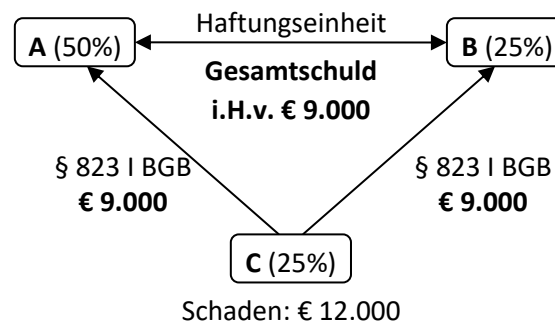 Haftungseinheit
A (50%)
B (25%)
Gesamtschuld
i.H.v. € 9.000
§ 823 I BGB
€ 9.000
§ 823 I BGB
€ 9.000
C (25%)
Schaden: € 12.000